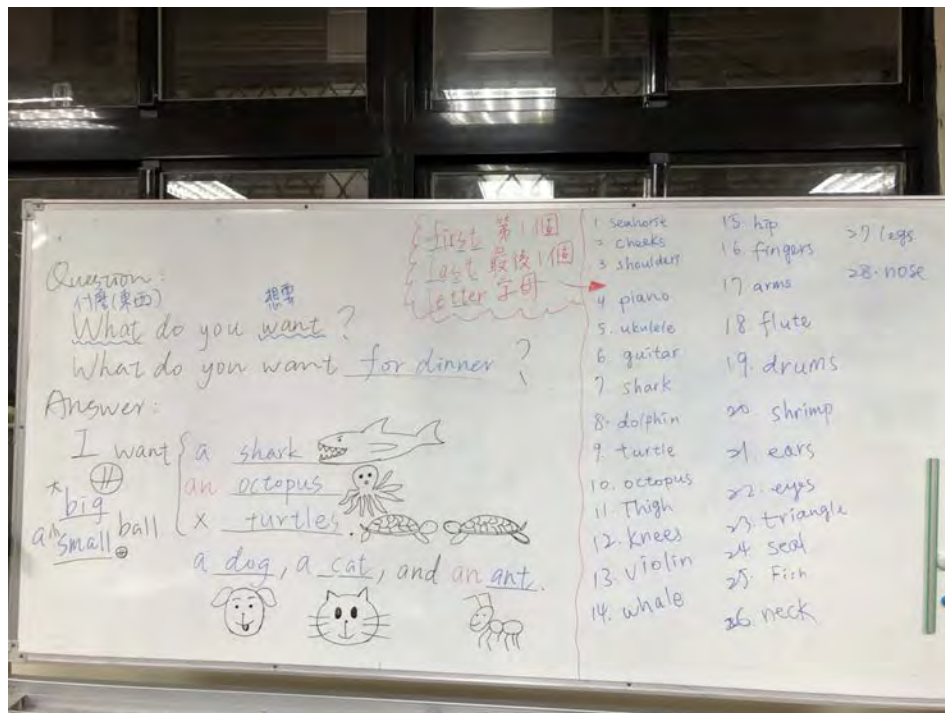 Question:
什麼(東西) 想要
What do you want ?
What do you want for dinner ?
Answer:
I want
a shark
an octopus
x turtles.
大
big
a 小 ball
small
a dog, a cat, and an ant.
first 第1個
last 最後1個
letter 字母
1 seahorse
2 cheeks
3 shoulders
4 piano
5. ukulele
6 guitar
7. shark
8. dolphin
9. turtle
10. octopus
11. Thigh
12. knees
13. violin
14. whale
15. hip
16. fingers
17 arms
18. flute
19. drums
20. shrimp
21. ears
22. eyes
23. triangle
24. seal
25. Fish
26. neck
27 legs
28. nose